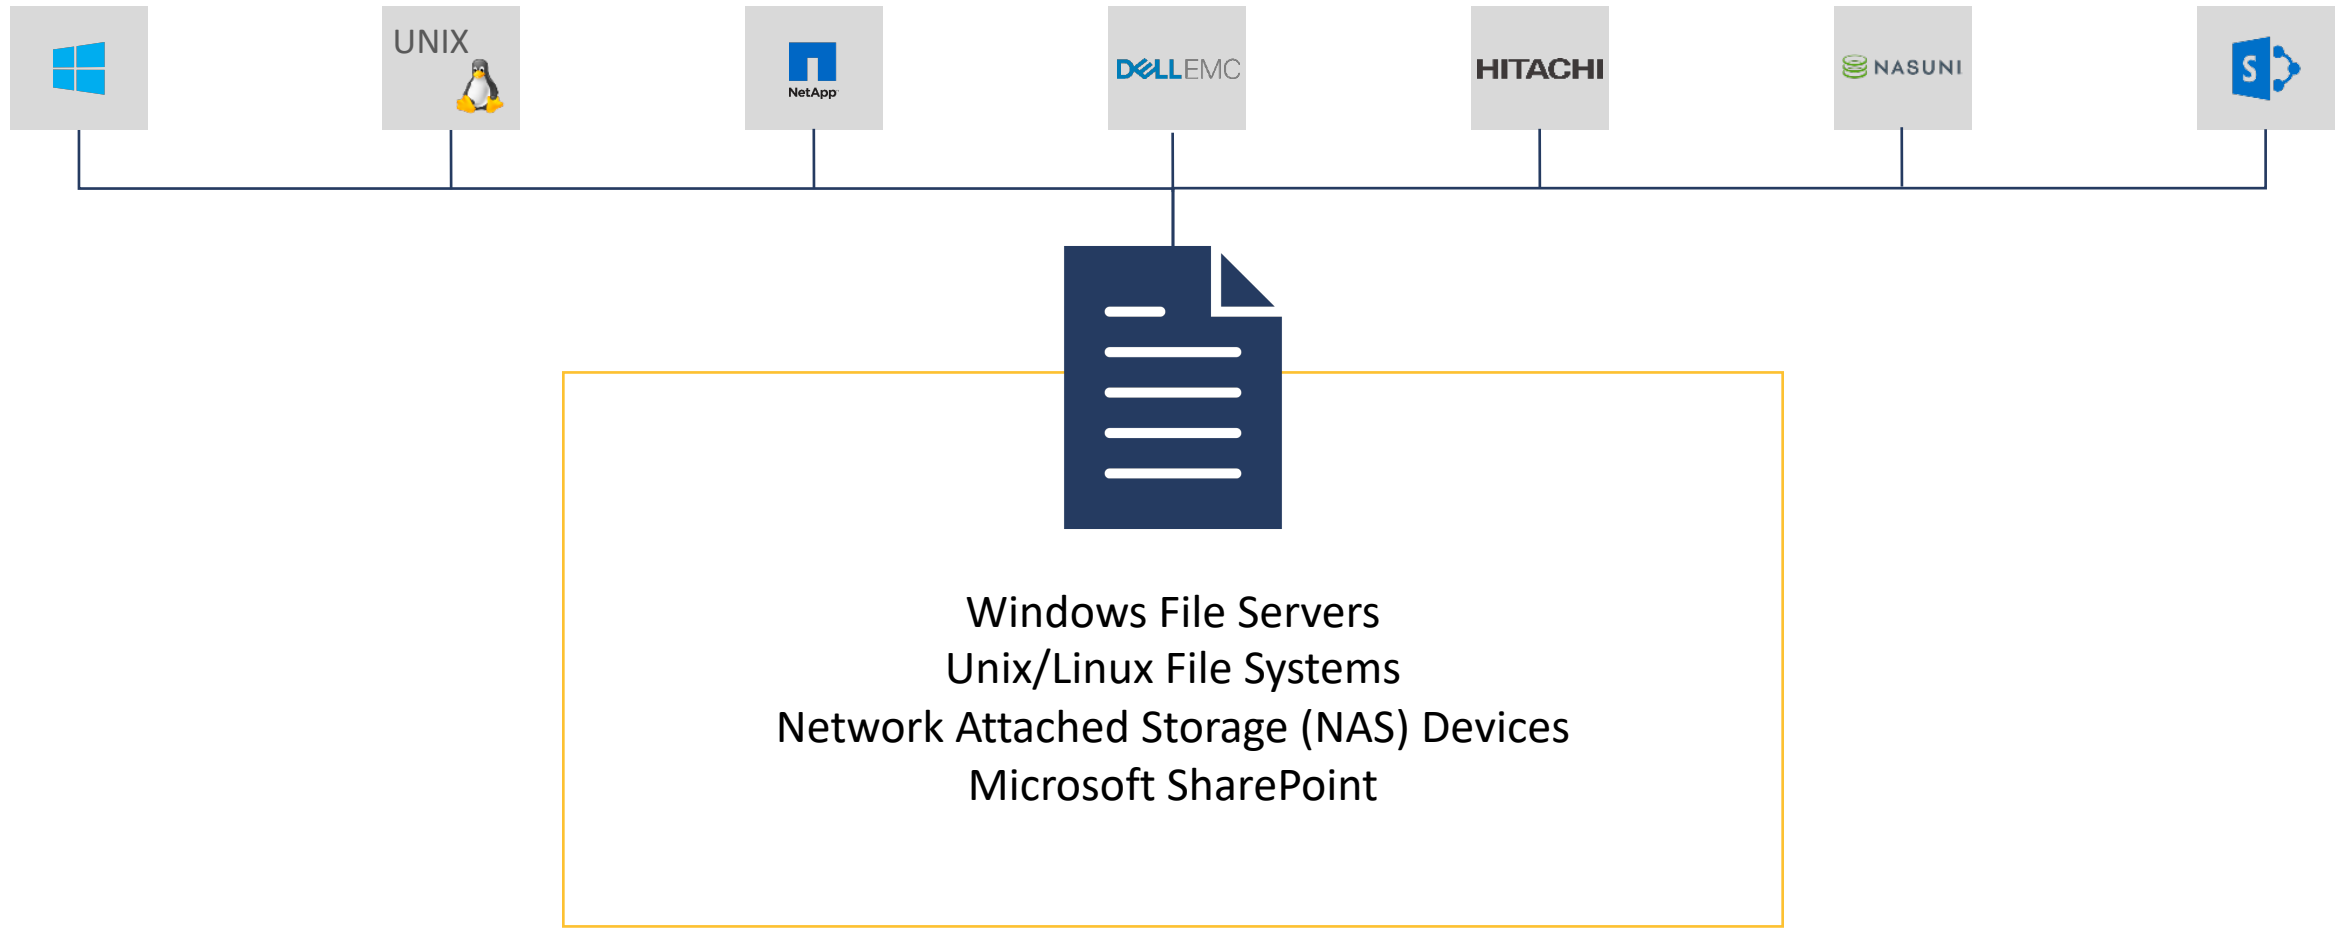 UNIX
NetApp
DELLEMC
HITACHI
NASUNI
S
Windows File Servers
Unix/Linux File Systems
Network Attached Storage (NAS) Devices
Microsoft SharePoint